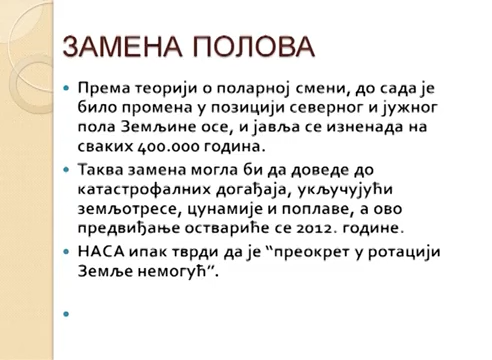 ЗАМЕНА ПОЛОВА
Према теорији о поларној смени, до сада је
било промена у позицији северног и јужног
пола Земљине осе, и јавља се изненада на
сваких 400.000 година.
Таква замена могла би да доведе до
катастрофалних догађаја, укључујући
земљотресе, цунамије и поплаве, а ово
предвиђање оствариће се 2012. године.
НАСА ипак тврди да је “преокрет у ротацији
Земље немогућ”.